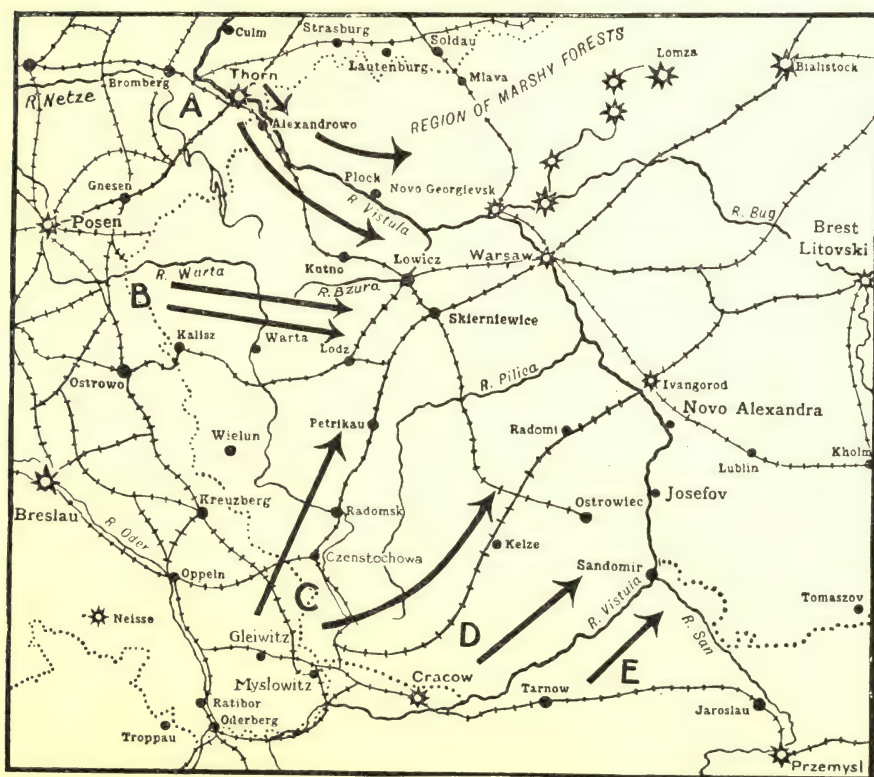 Culm
Strasburg
Soldau
Lautenburg
Lomza
Bromberg
Thorn
Mlava
Bialistock
R. Netze
A
REGION OF MARSHY FORESTS
Alexandrowo
Plock
Novo Georgievsk
Gnesen
R. Vistula
R. Bug
Posen
Brest
Litovski
Kutno
Lowicz
Warsaw
R. Warta
R. Bzura
B
Skierniewice
Kalisz
Warta
Lodz
Ostrowo
R. Pilica
Ivangorod
Novo Alexandra
Petrikau
Radomi
Wielun
Lublin
Kholm
Breslau
Kreuzberg
Radomsk
Ostrowiec
Josefov
R. Oder
Czenstochowa
Kelze
Oppeln
Sandomir
C
Tomaszov
Neisse
D
R. Vistula
Gleiwitz
R. San
Myslowitz
Cracow
E
Tarnow
Ratibor
Jaroslau
Oderberg
Troppau
Przemysl